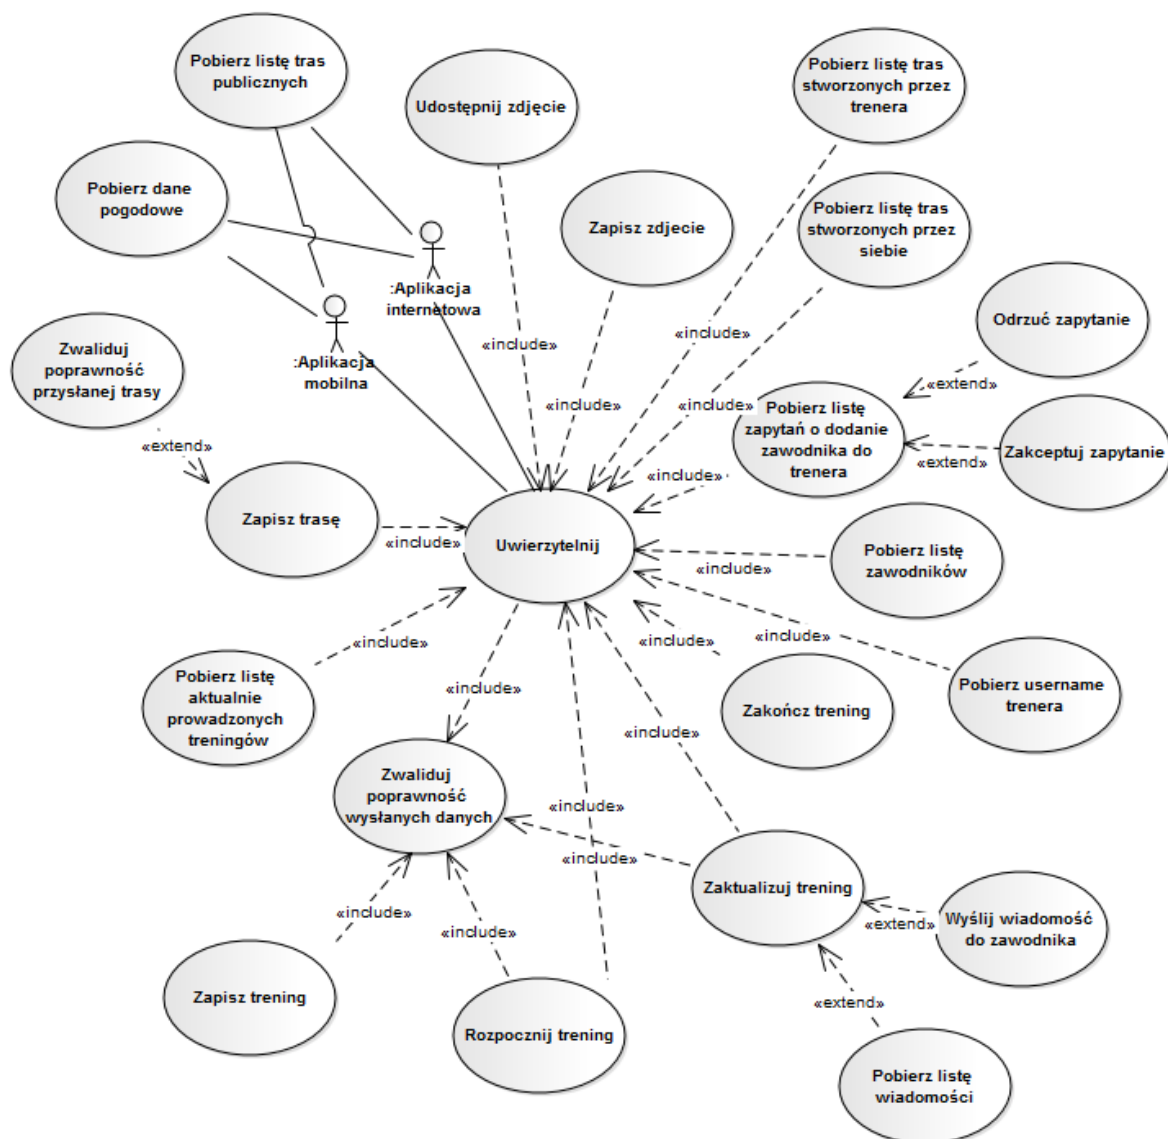 Pobierz listę tras
publicznych
Udostępnij zdjęcie
Pobierz listę tras
stworzonych przez
trenera
Pobierz dane
pogodowe
Zapisz zdjecie
Pobierz listę tras
stworzonych przez
siebie
:Aplikacja
internetowa
:Aplikacja
mobilna
Odrzuć zapytanie
Zwaliduj
poprawność
przysłanej trasy
«include»
«include»
«extend»
«include»
«include»
Pobierz listę
zapytań o dodanie
zawodnika do
trenera
«extend»
Zakceptuj zapytanie
«extend»
«include»
Zapisz trasę
«include»
Uwierzytelnij
Pobierz listę
zawodników
«include»
«include»
«include»
«include»
Pobierz listę
aktualnie
prowadzonych
treningów
«include»
Zakończ trening
Pobierz username
trenera
«include»
Zwaliduj
poprawność
wysłanych danych
«include»
«include»
Zaktualizuj trening
«extend»
Wyślij wiadomość
do zawodnika
«include»
«include»
Zapisz trening
«extend»
Rozpocznij trening
Pobierz listę
wiadomości